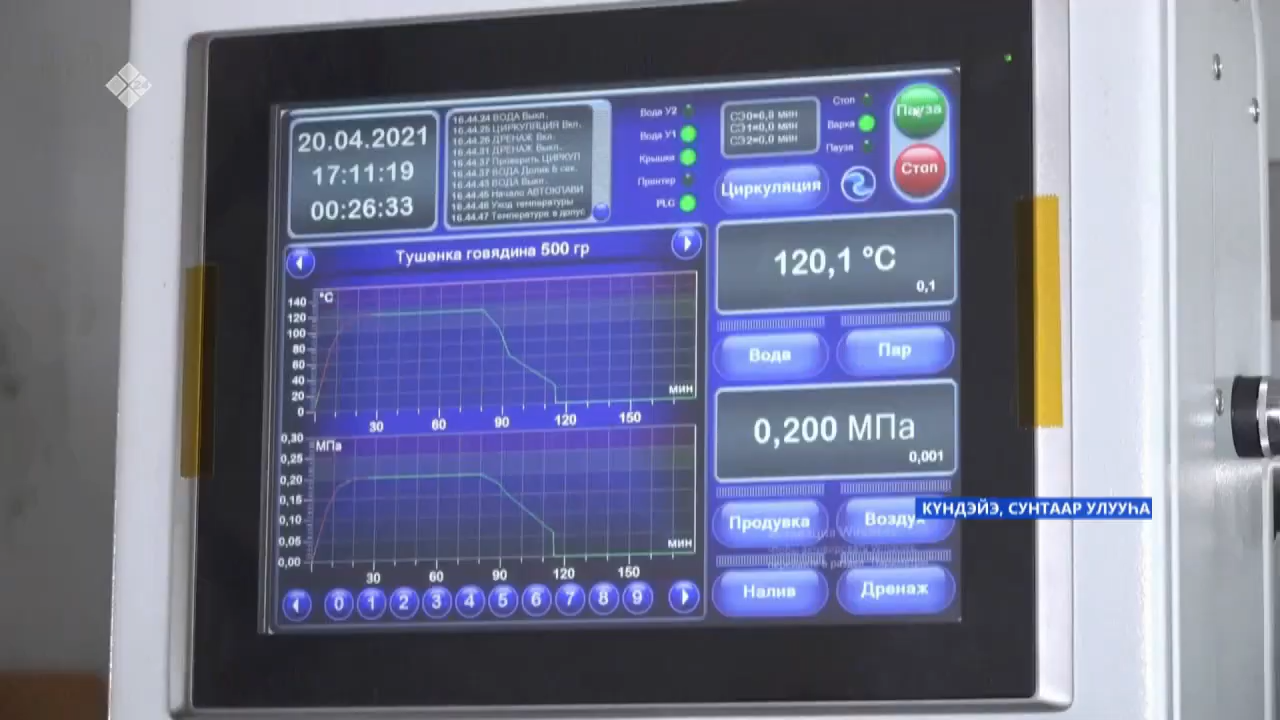 20.04.2021
17:11:19
00:26:33
16.44.24 ВОДА Выкл.
16.44.25 ЦИРКУЛЯЦИЯ Вкл.
16.44.26 ДРЕНАЖ Вкл.
16.44.31 ДРЕНАЖ Выкл.
16.44.37 Проверить ЦИРКУЛ
16.44.37 ВОДА Долив 6 сек.
16.44.43 ВОДА Выкл.
16.44.45 Начало АВТОКЛАВИ
16.44.46 Уход температуры
16.44.47 Температура в допус
Вода У2
Вода У1
Крышка
Принтер
PLC
СЭ0=0,8 мин
СЭ1=0,0 мин
СЭ2=0,0 мин
Стоп
Варка
Пауза
Пауза
Стоп
Циркуляция
Тушенка говядина 500 гр
°C
140
120
100
80
60
40
20
0
30 60 90 120 150
мин
120,1 °C
0,1
Вода
Пар
МПа
0,30
0,25
0,20
0,15
0,10
0,05
0,00
30 60 90 120 150
мин
0,200 МПа
0,001
Продувка
Воздух
Налив
Дренаж
0 1 2 3 4 5 6 7 8 9
КҮНДЭЙЭ, СУНТААР УЛУУҺА